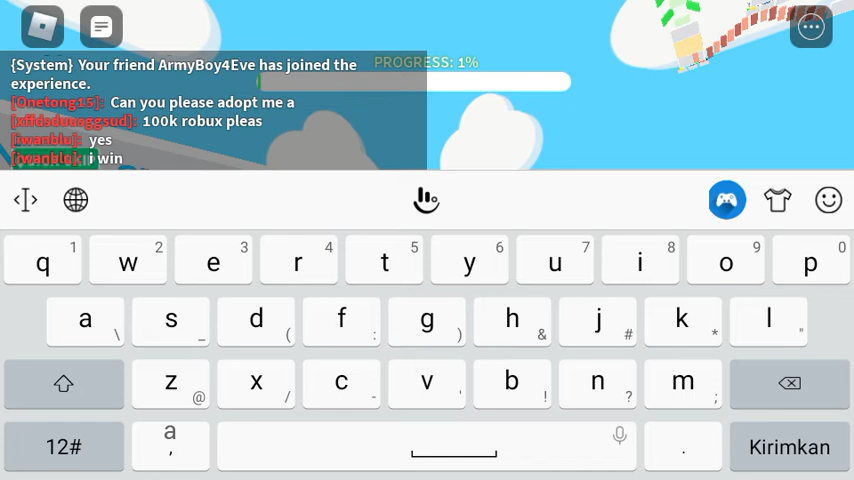 {System} Your friend ArmyBoy4Eve has joined the
experience.
PROGRESS: 1%
[Onetong15]: Can you please adopt me a
100k robux pleas
[iwanblu]: yes
[iwanblu]: i win
q 1 w 2 e 3 r 4 t 5 y 6 u 7 i 8 o 9 p 0
a \ s _ d ( f : g ) h & j # k * l "
z @ x / c - v ' b ! n ? m ;
12# a , . Kirimkan